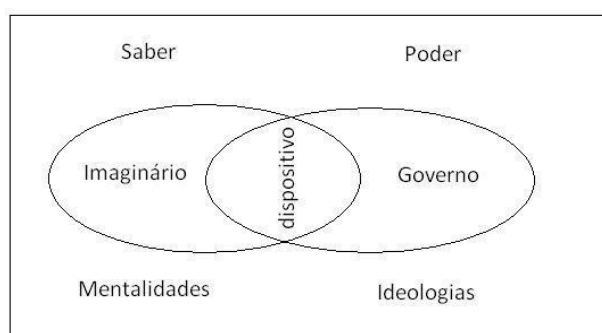 Saber
Poder
Imaginário
dispositivo
Governo
Mentalidades
Ideologias